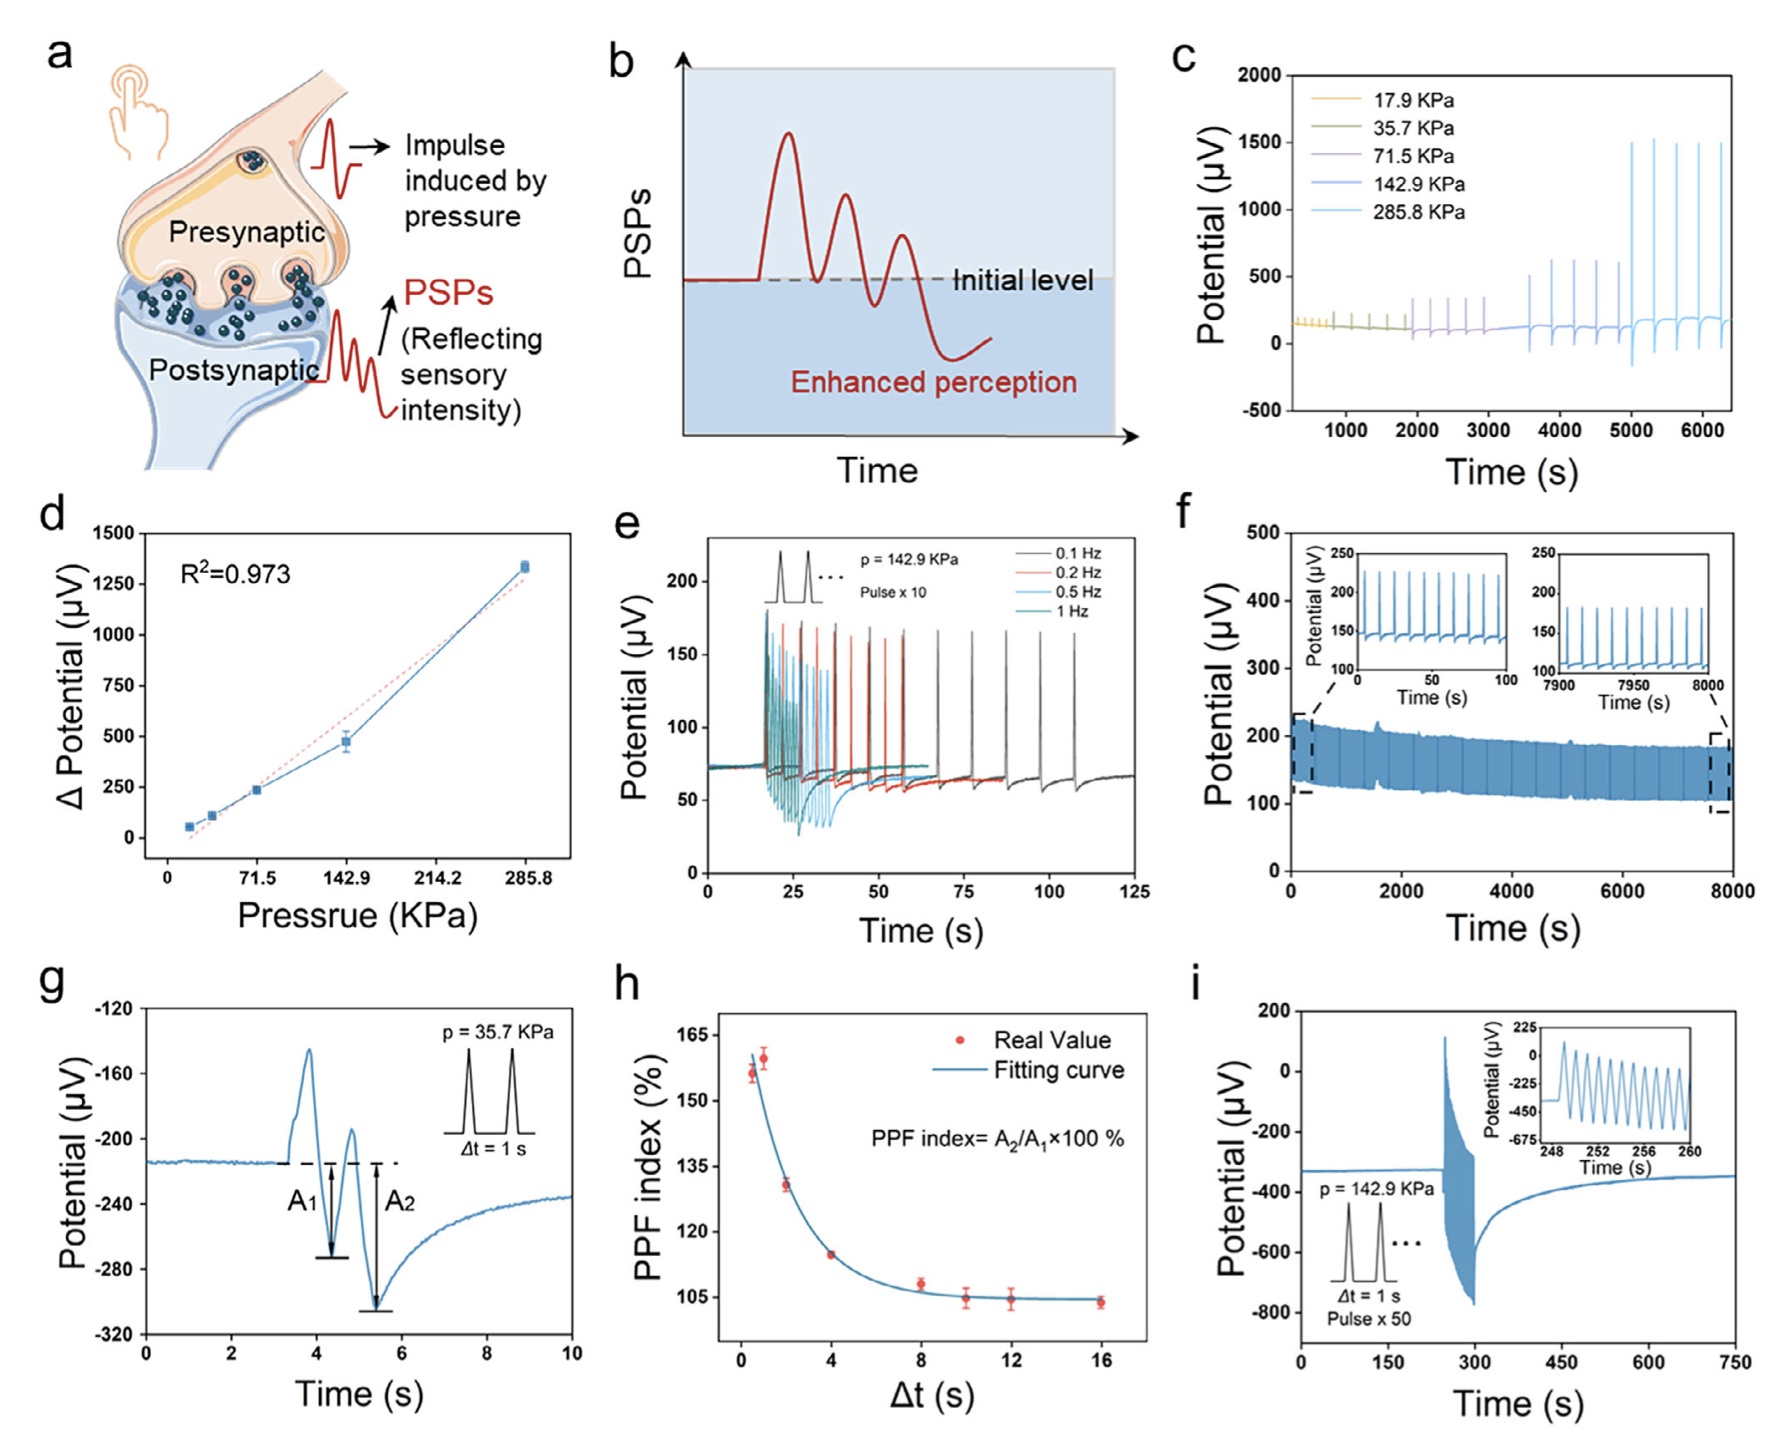 a
Impulse
induced by
pressure
Presynaptic
PSPs
(Reflecting
sensory
intensity)
Postsynaptic
b
PSPs
Initial level
Enhanced perception
Time
c
2000
1500
1000
500
0
-500
Potential (μV)
17.9 KPa
35.7 KPa
71.5 KPa
142.9 KPa
285.8 KPa
1000 2000 3000 4000 5000 6000
Time (s)
d
1500
1250
1000
750
500
250
0
Δ Potential (μV)
R²=0.973
0 71.5 142.9 214.2 285.8
Pressrue (KPa)
e
200
150
100
50
0
Potential (μV)
p = 142.9 KPa
Pulse x 10
0.1 Hz
0.2 Hz
0.5 Hz
1 Hz
0 25 50 75 100 125
Time (s)
f
500
400
300
200
100
0
Potential (μV)
250
200
150
100
Potential (μV)
0 50 100
Time (s)
250
200
150
100
7900 7950 8000
Time (s)
0 2000 4000 6000 8000
Time (s)
g
-120
-160
-200
-240
-280
-320
Potential (μV)
p = 35.7 KPa
Δt = 1 s
A1
A2
0 2 4 6 8 10
Time (s)
h
165
150
135
120
105
PPF index (%)
Real Value
Fitting curve
PPF index= A₂/A₁×100 %
0 4 8 12 16
Δt (s)
i
200
0
-200
-400
-600
-800
Potential (μV)
225
0
-225
-450
-675
Potential (μV)
248 252 256 260
Time (s)
p = 142.9 KPa
Δt = 1 s
Pulse x 50
0 150 300 450 600 750
Time (s)